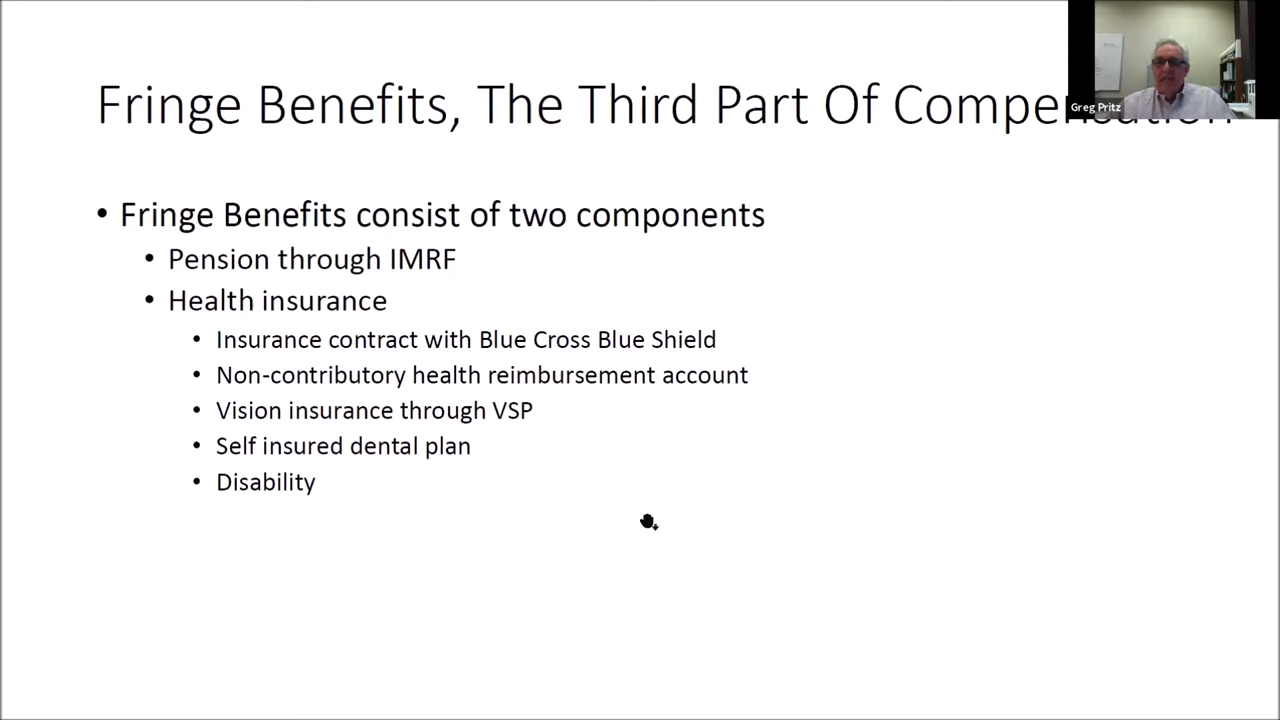 Fringe Benefits, The Third Part Of Compensation
Greg Pritz
• Fringe Benefits consist of two components
• Pension through IMRF
• Health insurance
• Insurance contract with Blue Cross Blue Shield
• Non-contributory health reimbursement account
• Vision insurance through VSP
• Self insured dental plan
• Disability